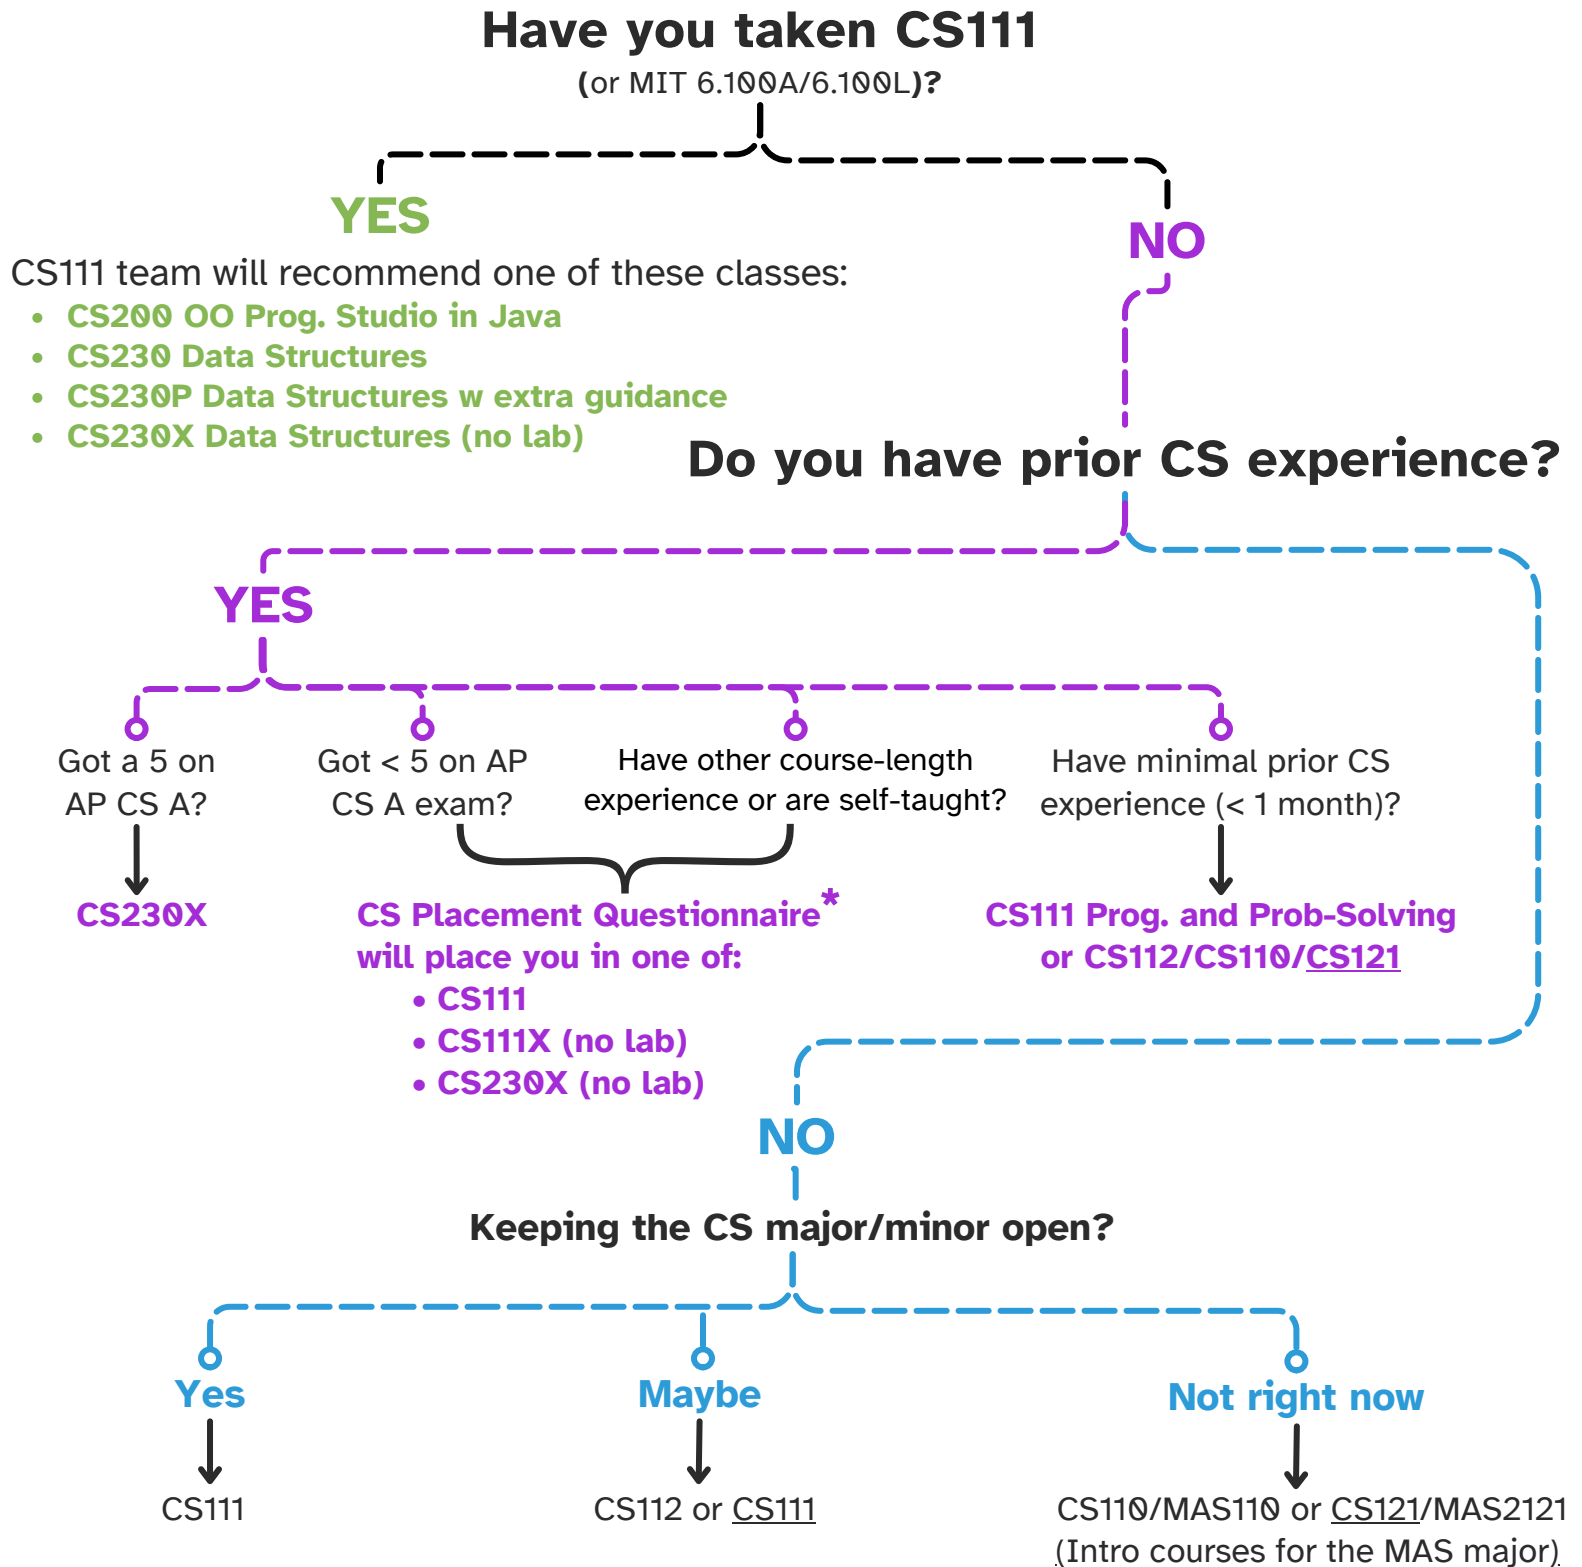 Have you taken CS111
(or MIT 6.100A/6.100L)?
YES
CS111 team will recommend one of these classes:
• CS200 OO Prog. Studio in Java
• CS230 Data Structures
• CS230P Data Structures w extra guidance
• CS230X Data Structures (no lab)
NO
Do you have prior CS experience?
YES
Got a 5 on
AP CS A?
CS230X
Got < 5 on AP
CS A exam?
Have other course-length
experience or are self-taught?
CS Placement Questionnaire*
will place you in one of:
• CS111
• CS111X (no lab)
• CS230X (no lab)
Have minimal prior CS
experience (< 1 month)?
CS111 Prog. and Prob-Solving
or CS112/CS110/CS121
NO
Keeping the CS major/minor open?
Yes
CS111
Maybe
CS112 or CS111
Not right now
CS110/MAS110 or CS121/MAS2121
(Intro courses for the MAS major)